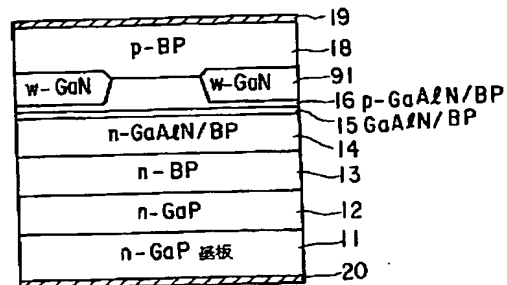 19
p-BP
18
w-GaN
w-GaN
91
16 p-GaAlN/BP
15 GaAlN/BP
n-GaAlN/BP
14
n-BP
13
n-GaP
12
n-GaP 基板
11
20